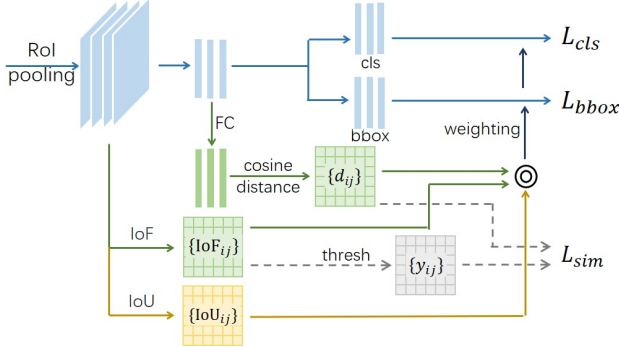 RoI
pooling
cls
L_cls
bbox
L_bbox
FC
weighting
cosine
distance
{d_ij}
IoF
{IoF_ij}
thresh
{y_ij}
L_sim
IoU
{IoU_ij}